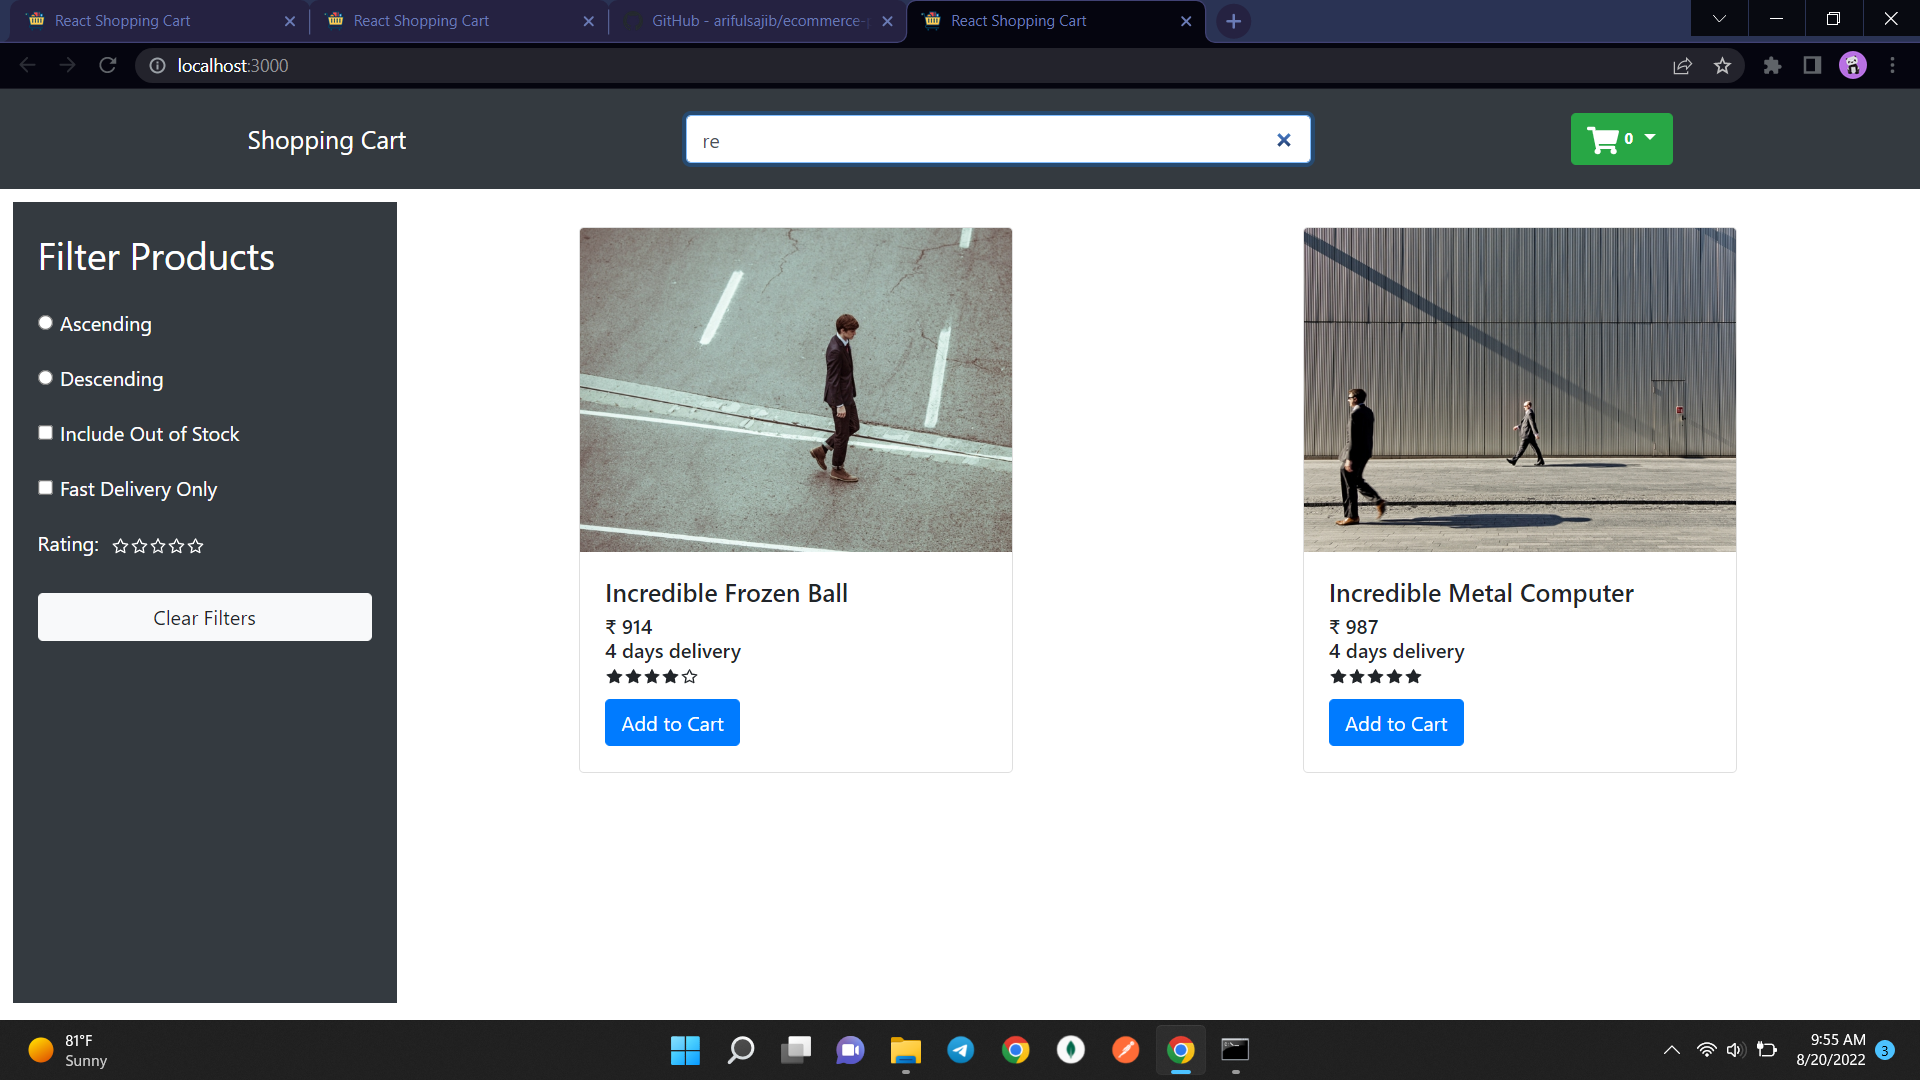 React Shopping Cart
React Shopping Cart
GitHub - arifulsajib/ecommerce-
React Shopping Cart
localhost:3000
Shopping Cart
re
0
Filter Products
Ascending
Descending
Include Out of Stock
Fast Delivery Only
Rating:
Clear Filters
Incredible Frozen Ball
₹ 914
4 days delivery
Add to Cart
Incredible Metal Computer
₹ 987
4 days delivery
Add to Cart
81°F
Sunny
9:55 AM
8/20/2022
3